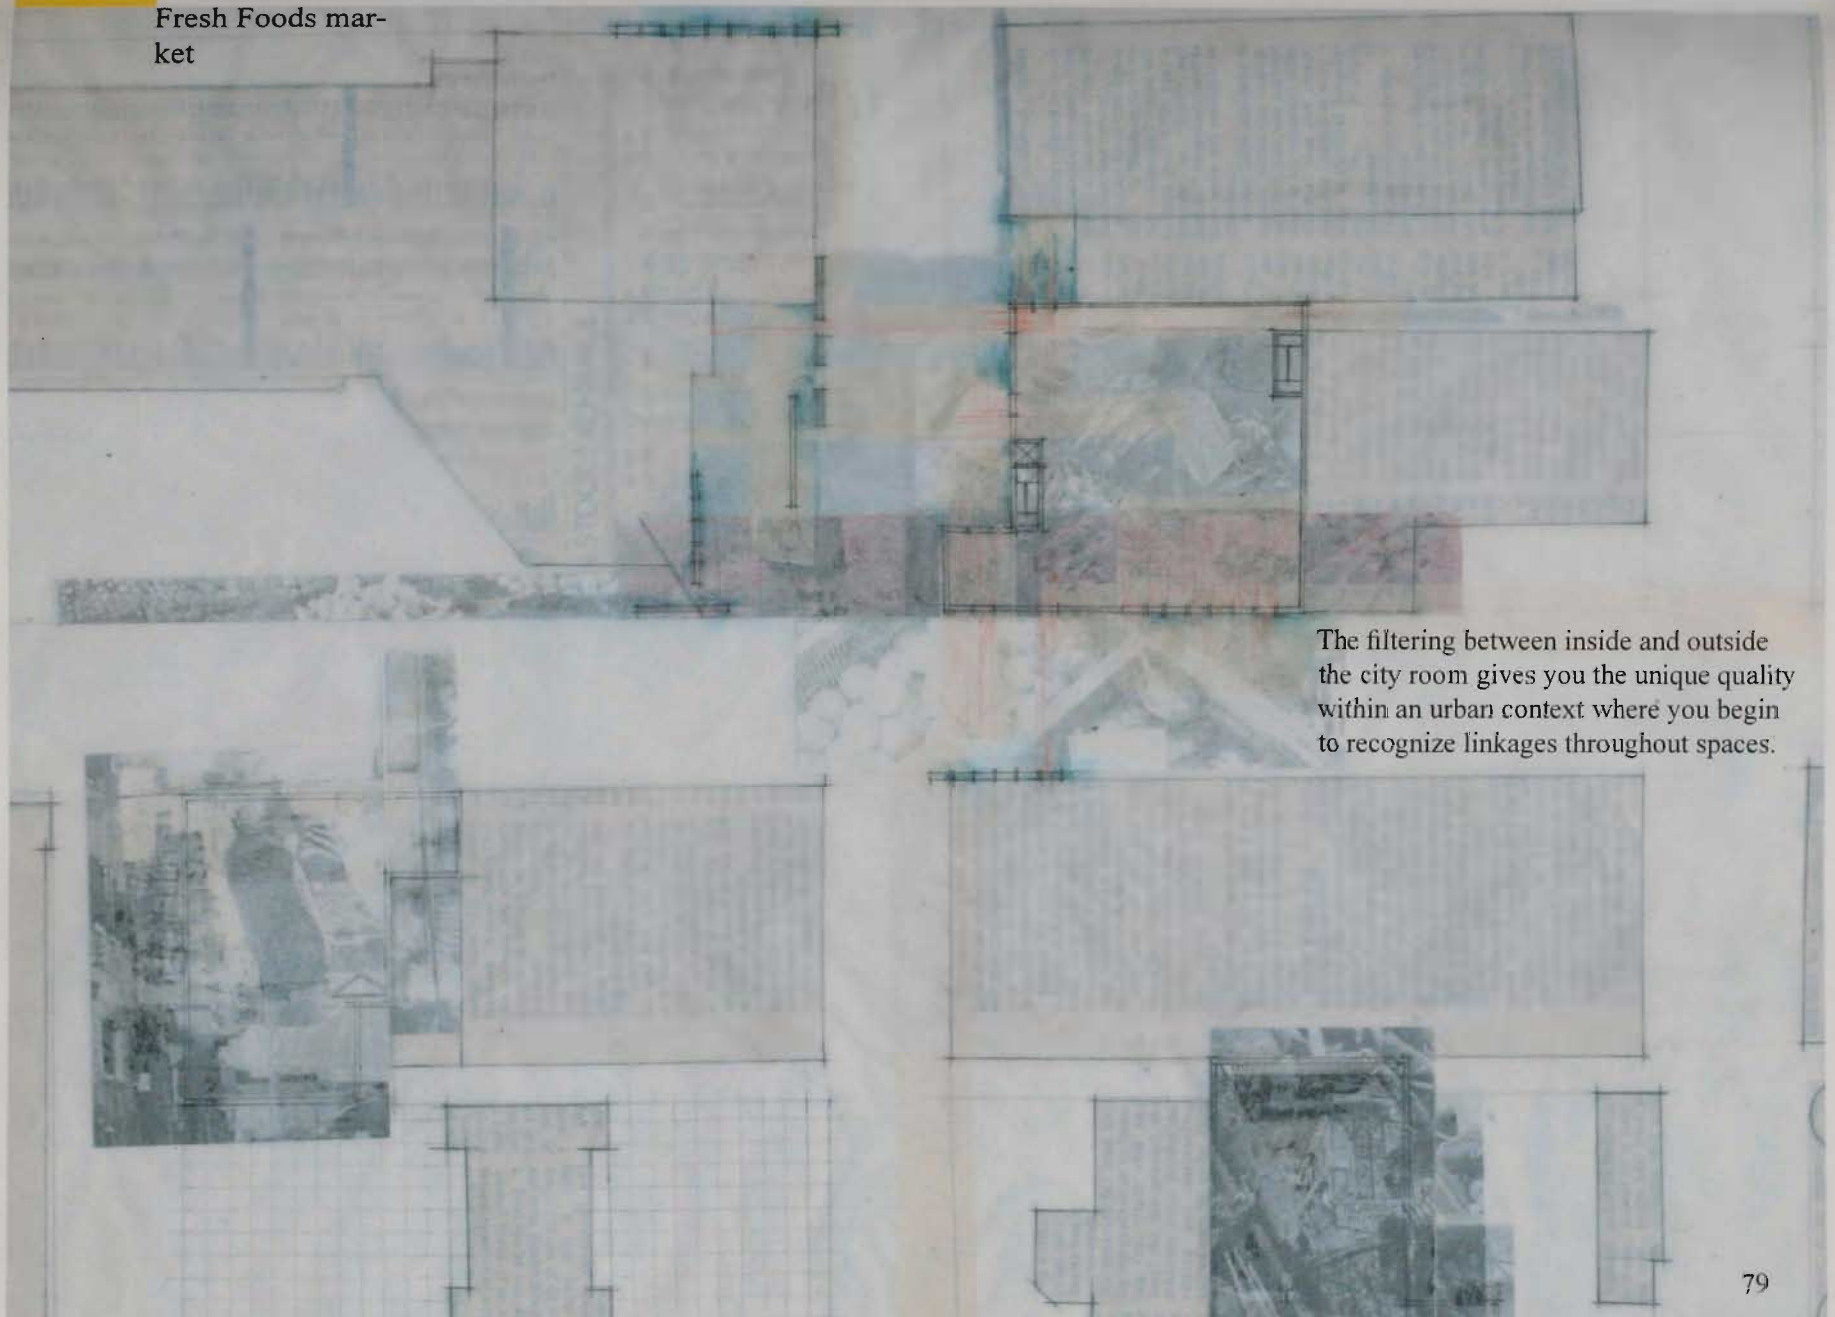 Fresh Foods mar-
ket
The filtering between inside and outside
the city room gives you the unique quality
within an urban context where you begin
to recognize linkages throughout spaces.
79